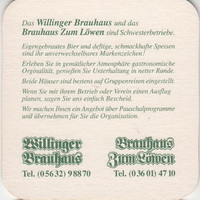 Das Willinger Brauhaus und das
Brauhaus Zum Löwen sind Schwesterbetriebe.
Eigengebrautes Bier und deftige, schmackhafte Speisen
sind ihr unverwechselbares Markenzeichen!
Erleben Sie in gemütlicher Atmosphäre gastronomische
Orginalität, genießen Sie Unterhaltung in netter Runde.
Beide Häuser sind bestens auf Gruppenreisen eingestellt.
Wenn Sie mit ihrem Betrieb oder Verein einen Ausflug
planen, sagen Sie uns einfach Bescheid.
Wir machen Ihnen ein Angebot über Pauschalprogramme
und übernehmen für Sie die Organisation.
Willinger Brauhaus
Tel. (05632) 98870
Brauhaus Zum Löwen
Tel. (03601) 4710